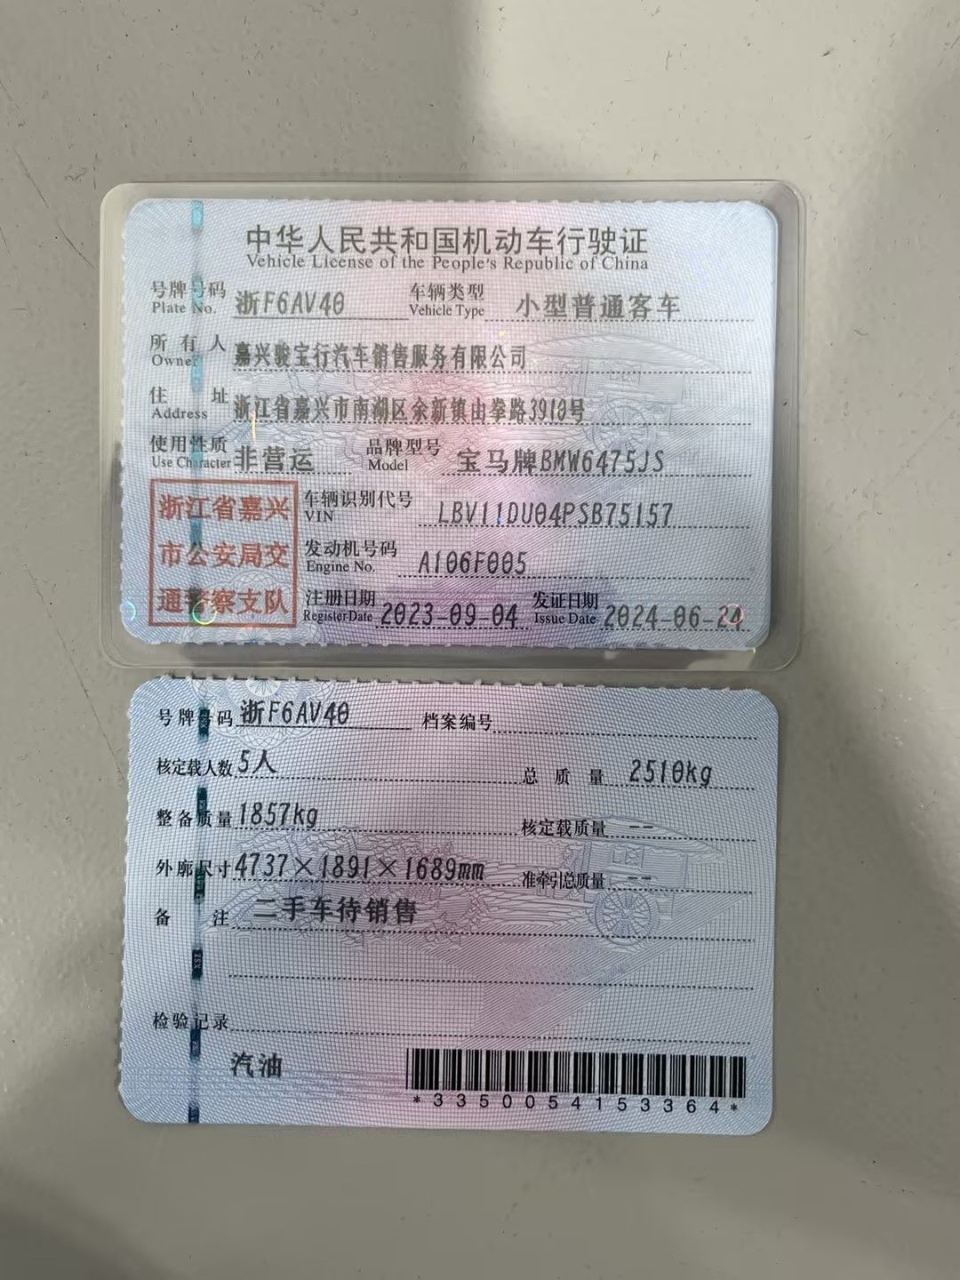 中华人民共和国机动车行驶证
Vehicle License of the People's Republic of China
号牌号码 浙F6AV40 车辆类型 小型普通客车
Plate No. Vehicle Type
所有人 嘉兴骏宝行汽车销售服务有限公司
Owner
住址 浙江省嘉兴市南湖区余新镇由拳路3910号
Address
使用性质 非营运 品牌型号 宝马牌BMW6475JS
Use Character Model
浙江省嘉兴
市公安局交
通警察支队
车辆识别代号 LBV11DU04PSB75157
VIN
发动机号码 A106F005
Engine No.
注册日期 2023-09-04 发证日期 2024-06-24
Register Date Issue Date
号牌号码 浙F6AV40 档案编号
核定载人数 5人 总质量 2510kg
整备质量 1857kg 核定载质量 --
外廓尺寸 4737×1891×1689mm 准牵引总质量 --
备注 二手车待销售
检验记录
汽油
*3350054153364*